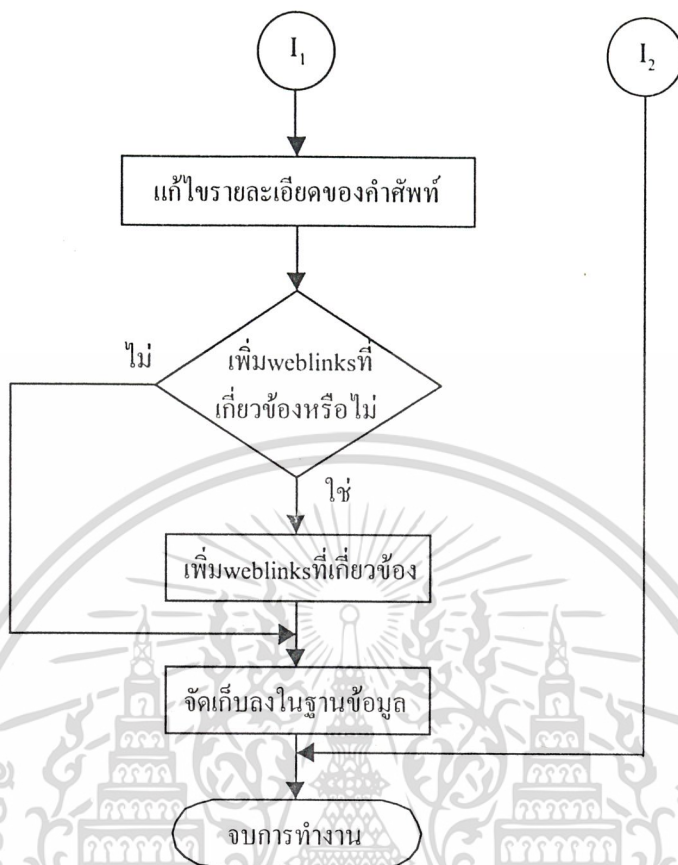 I₁
I₂
แก้ไขรายละเอียดของคำศัพท์
ไม่
เพิ่มweblinksที่
เกี่ยวข้องหรือไม่
ใช่
เพิ่มweblinksที่เกี่ยวข้อง
จัดเก็บลงในฐานข้อมูล
จบการทำงาน